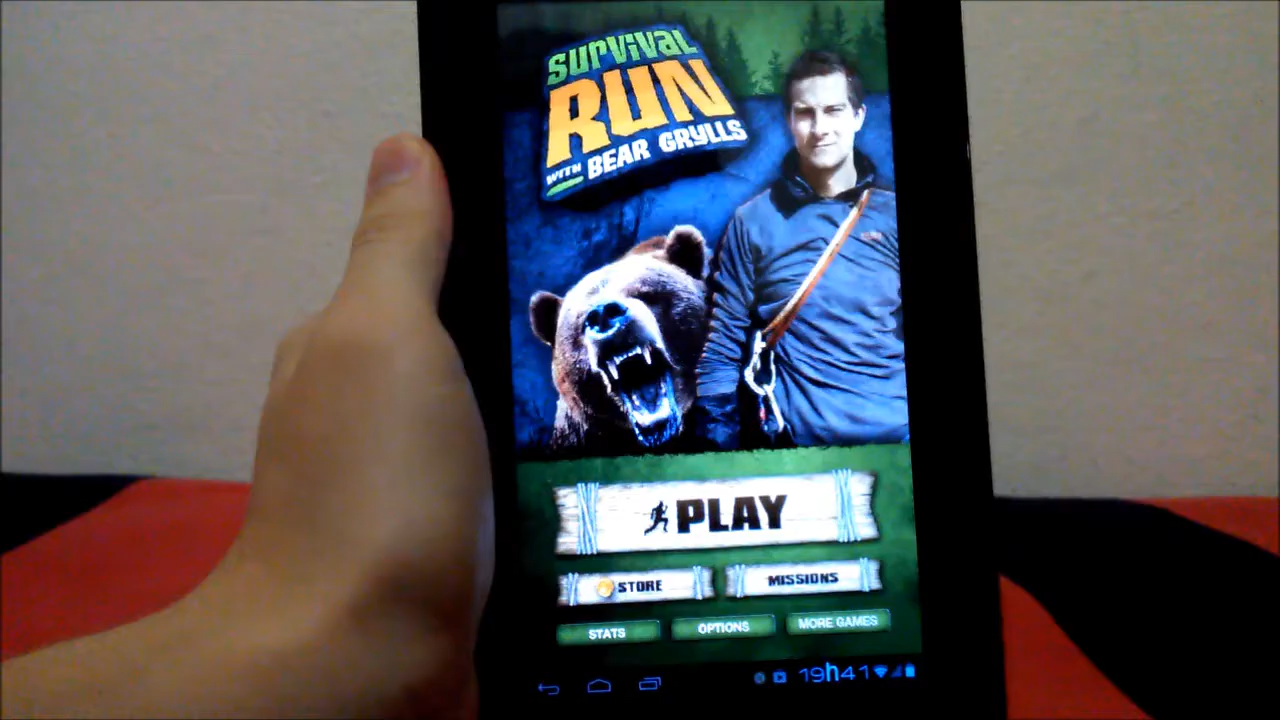 SURVIVAL
RUN
WITH BEAR GRYLLS
PLAY
STORE
MISSIONS
STATS
OPTIONS
MORE GAMES
19h41